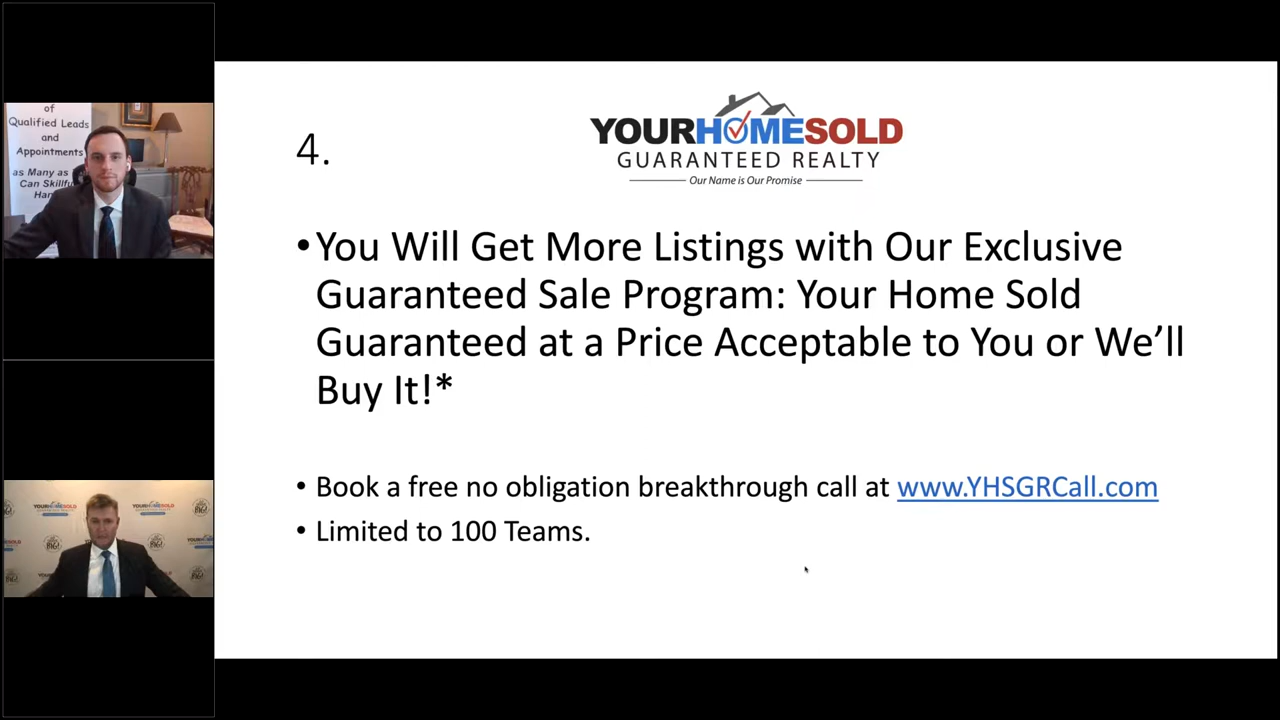 of
Qualified Leads
and
Appointments
as Many as
Can Skillfu
Han
4.
YOURHOMESOLD
GUARANTEED REALTY
Our Name is Our Promise
•You Will Get More Listings with Our Exclusive
Guaranteed Sale Program: Your Home Sold
Guaranteed at a Price Acceptable to You or We’ll
Buy It!*
• Book a free no obligation breakthrough call at www.YHSGRCall.com
• Limited to 100 Teams.
YOURHOMESOLD
YOURHOMESOLD